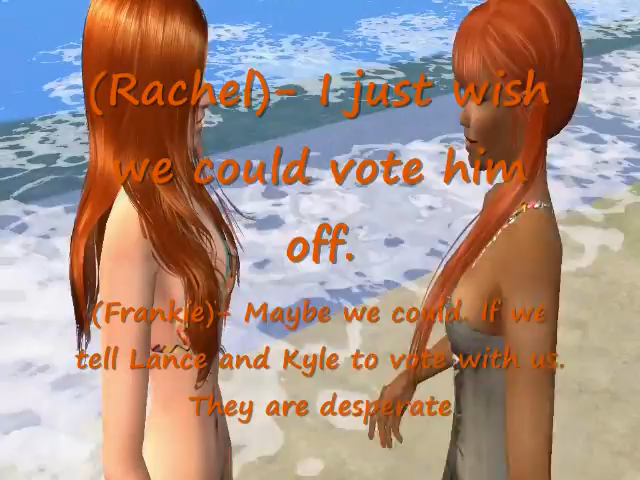 (Rachel)- I just wish
we could vote him
off.
(Frankie)- Maybe we could. If we
tell Lance and Kyle to vote with us.
They are desperate